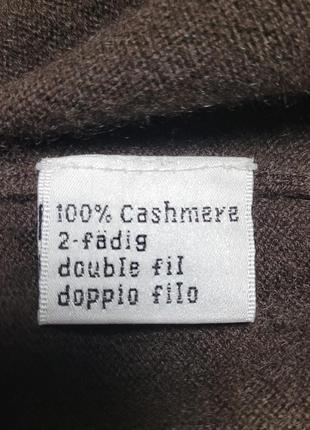 100% Cashmere
2-fädig
double fil
doppio filo